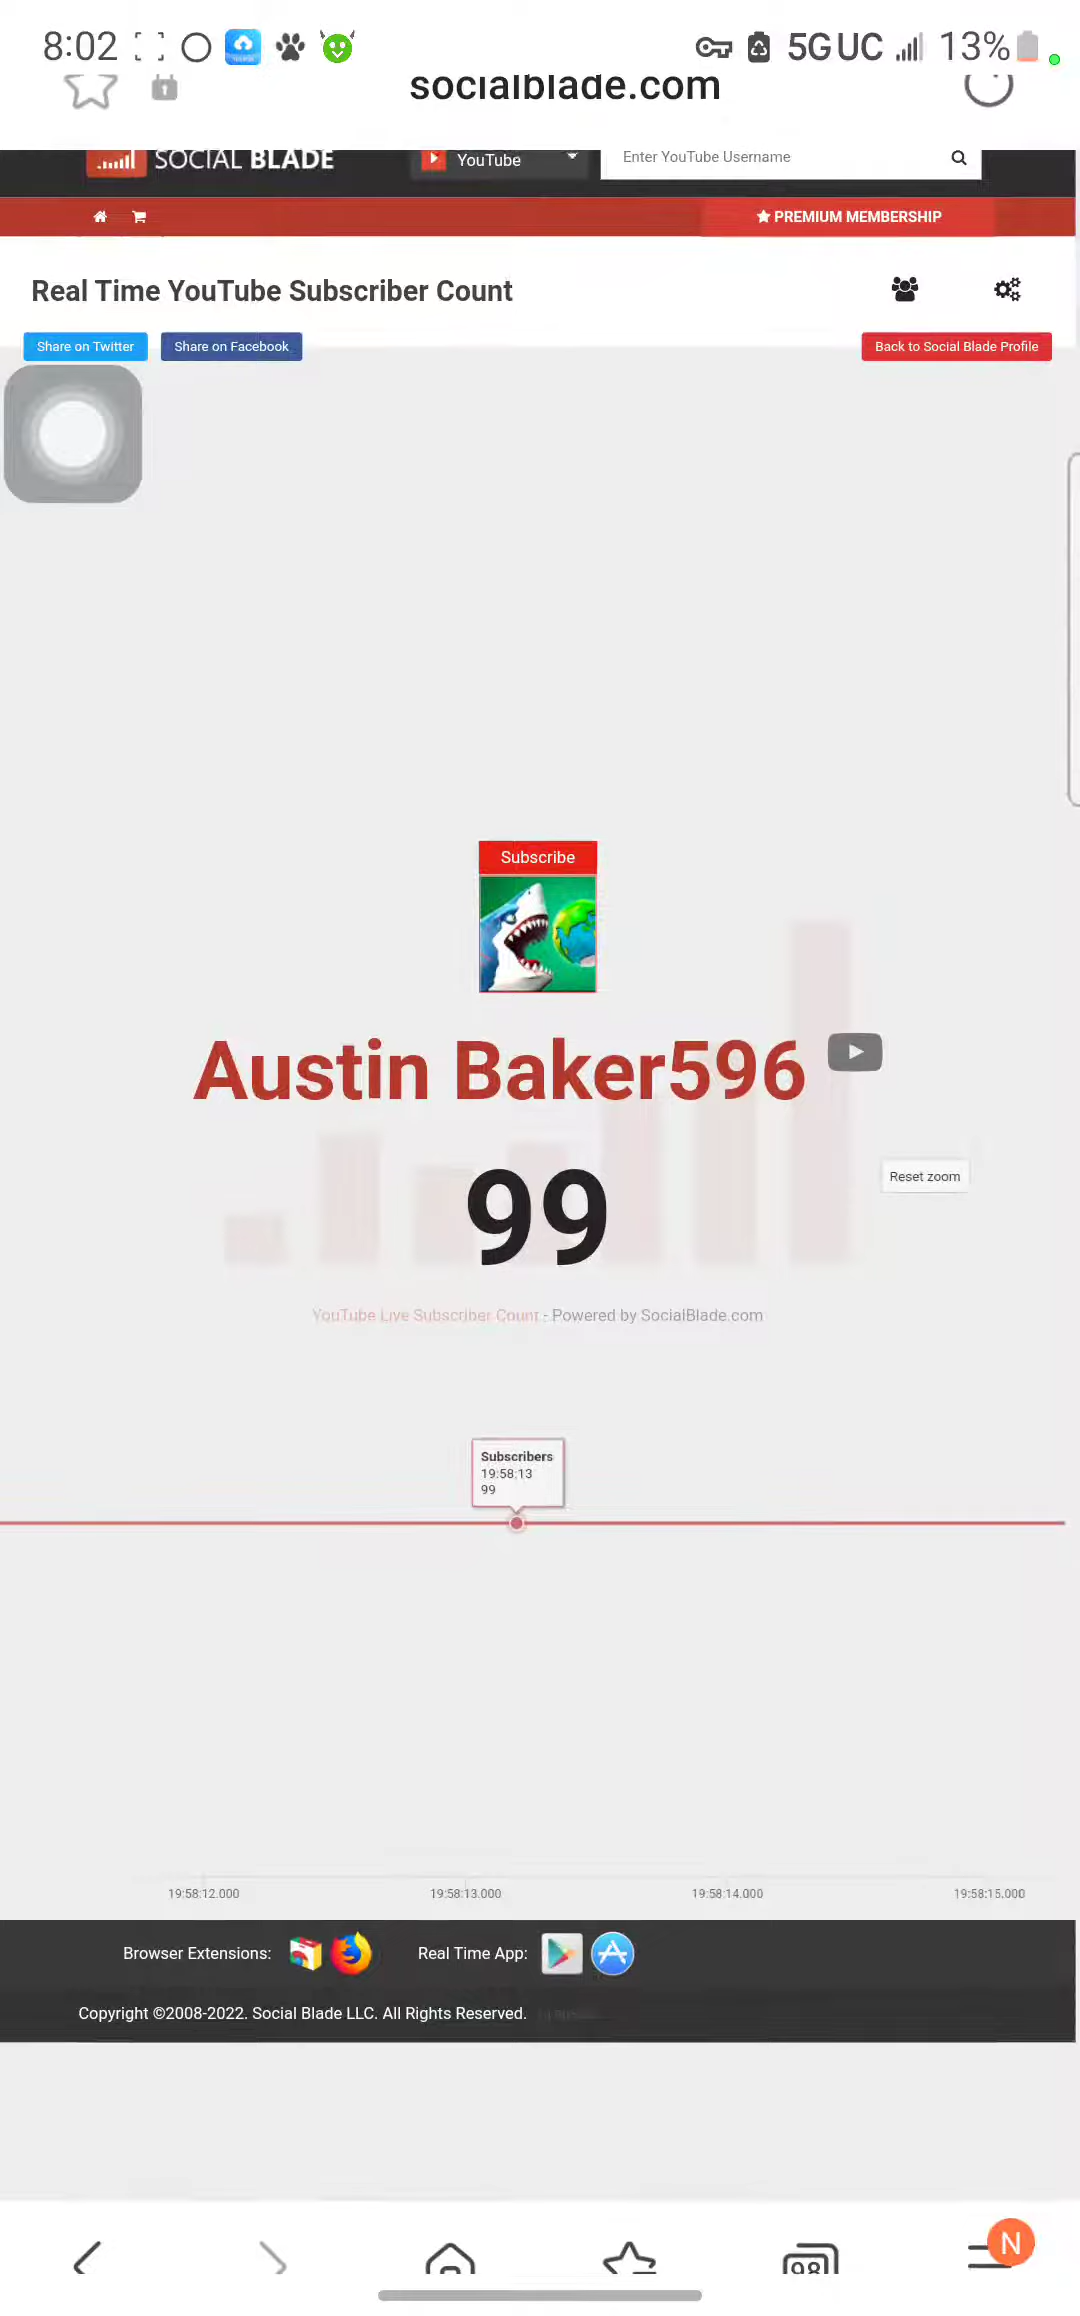 8:02 5G UC 13%
socialblade.com
SOCIAL BLADE YouTube Enter YouTube Username
PREMIUM MEMBERSHIP
Real Time YouTube Subscriber Count
Share on Twitter Share on Facebook Back to Social Blade Profile
Subscribe
Austin Baker596
99
Reset zoom
YouTube Live Subscriber Count - Powered by SocialBlade.com
Subscribers
19:58:13
99
19:58:12.000 19:58:13.000 19:58:14.000 19:58:15.000
Browser Extensions: Real Time App:
Copyright ©2008-2022. Social Blade LLC. All Rights Reserved.
N
98